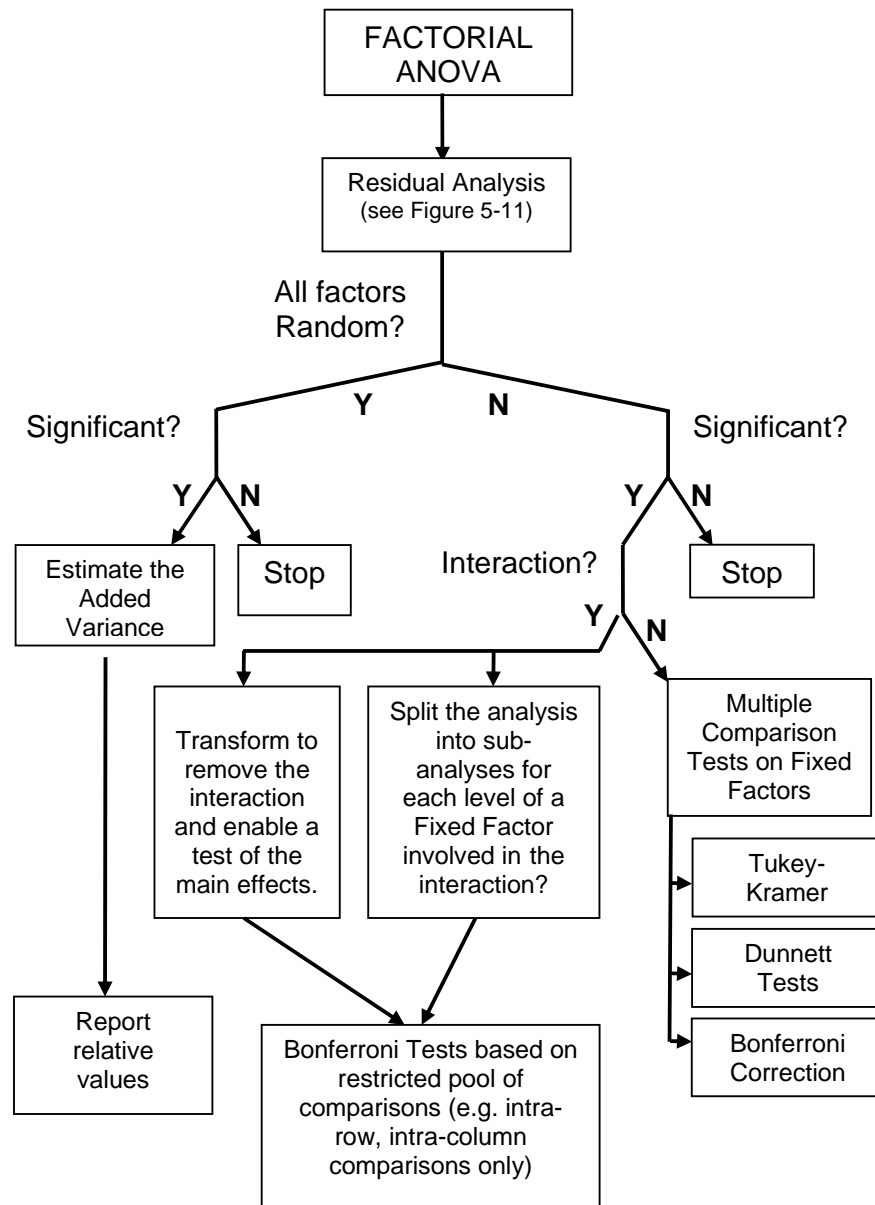 FACTORIAL
ANOVA
Residual Analysis
(see Figure 5-11)
All factors
Random?
Y
N
Significant?
Significant?
Y
N
Y
N
Estimate the
Added
Variance
Stop
Interaction?
Stop
Y
N
Transform to
remove the
interaction
and enable a
test of the
main effects.
Split the analysis
into sub-
analyses for
each level of a
Fixed Factor
involved in the
interaction?
Multiple
Comparison
Tests on Fixed
Factors
Tukey-
Kramer
Dunnett
Tests
Bonferroni
Correction
Report
relative
values
Bonferroni Tests based on
restricted pool of
comparisons (e.g. intra-
row, intra-column
comparisons only)